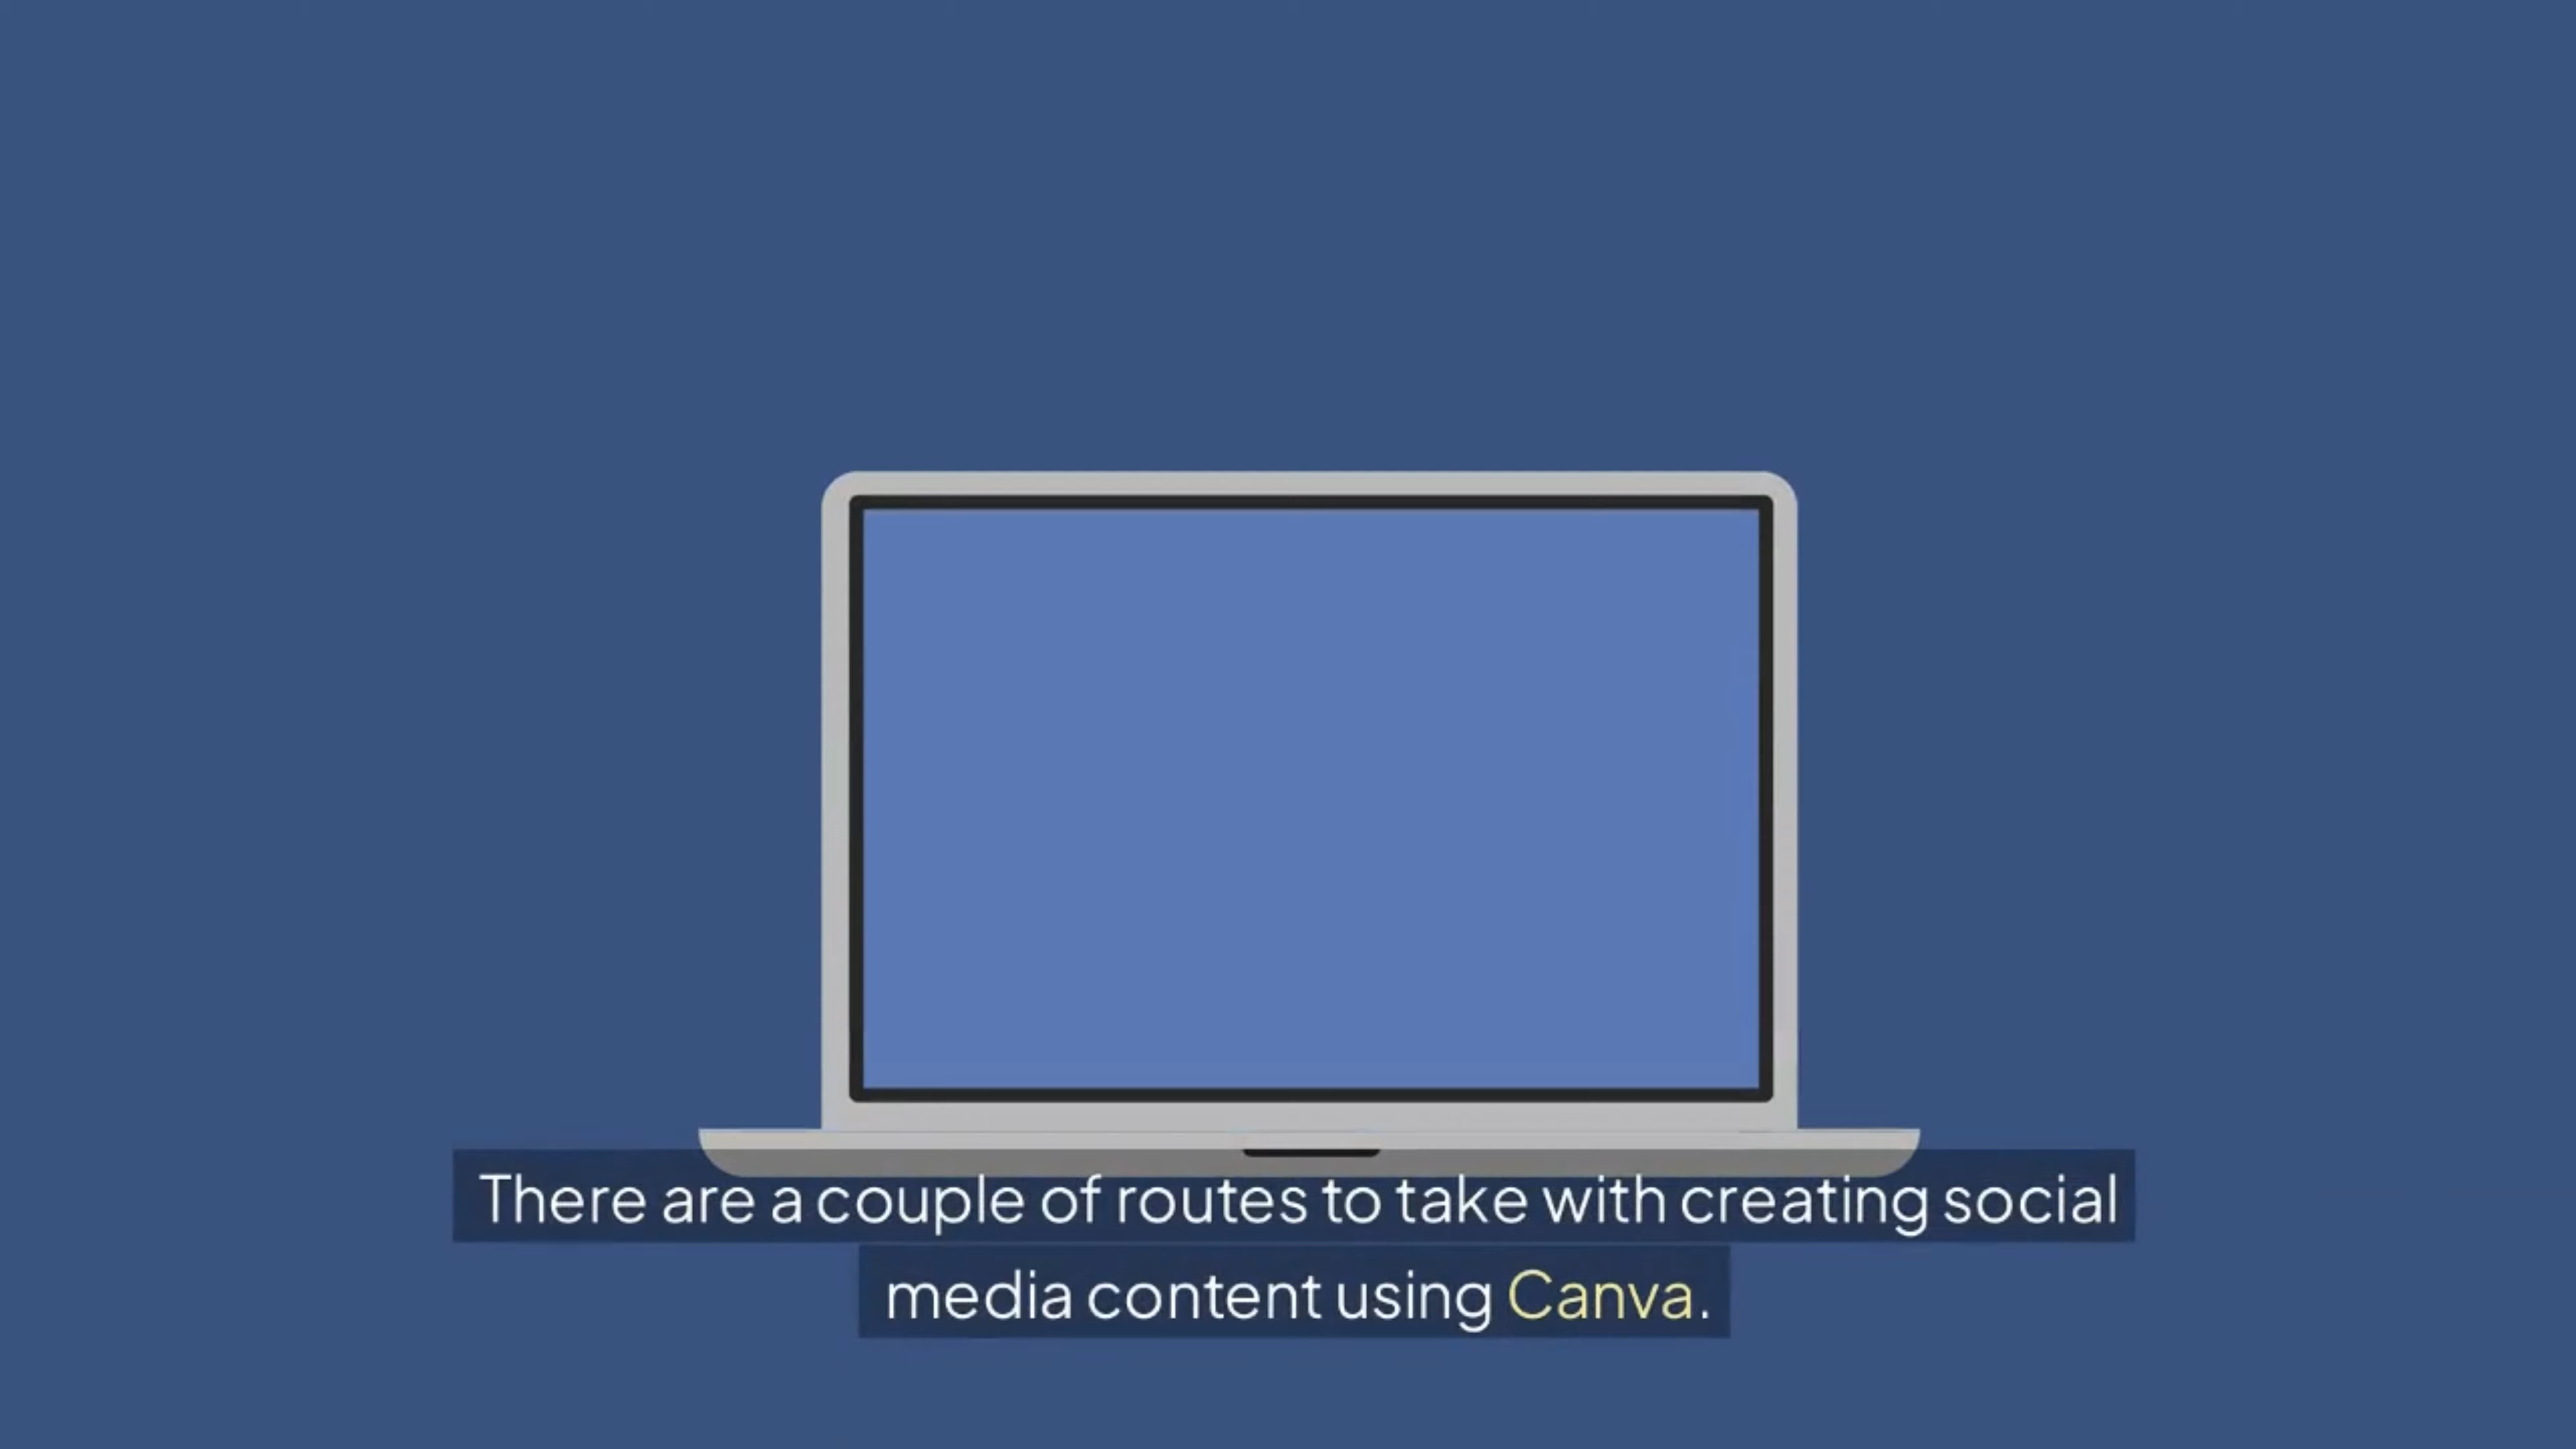 There are a couple of routes to take with creating social
media content using Canva.